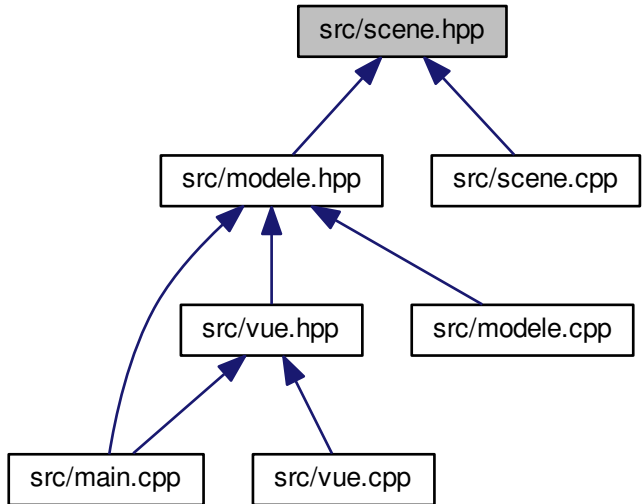 src/scene.hpp
src/modele.hpp
src/scene.cpp
src/vue.hpp
src/modele.cpp
src/main.cpp
src/vue.cpp